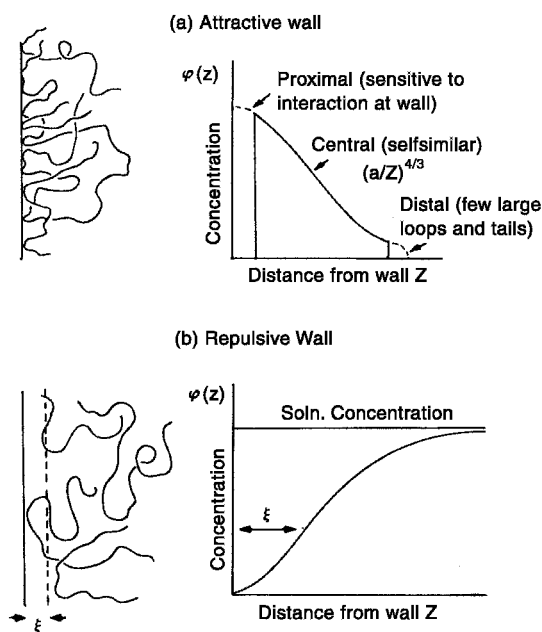 (a) Attractive wall
φ(z)
Proximal (sensitive to
interaction at wall)
Central (selfsimilar)
(a/Z)^4/3
Distal (few large
loops and tails)
Concentration
Distance from wall Z
(b) Repulsive Wall
φ(z)
Soln. Concentration
ξ
Concentration
Distance from wall Z
ξ